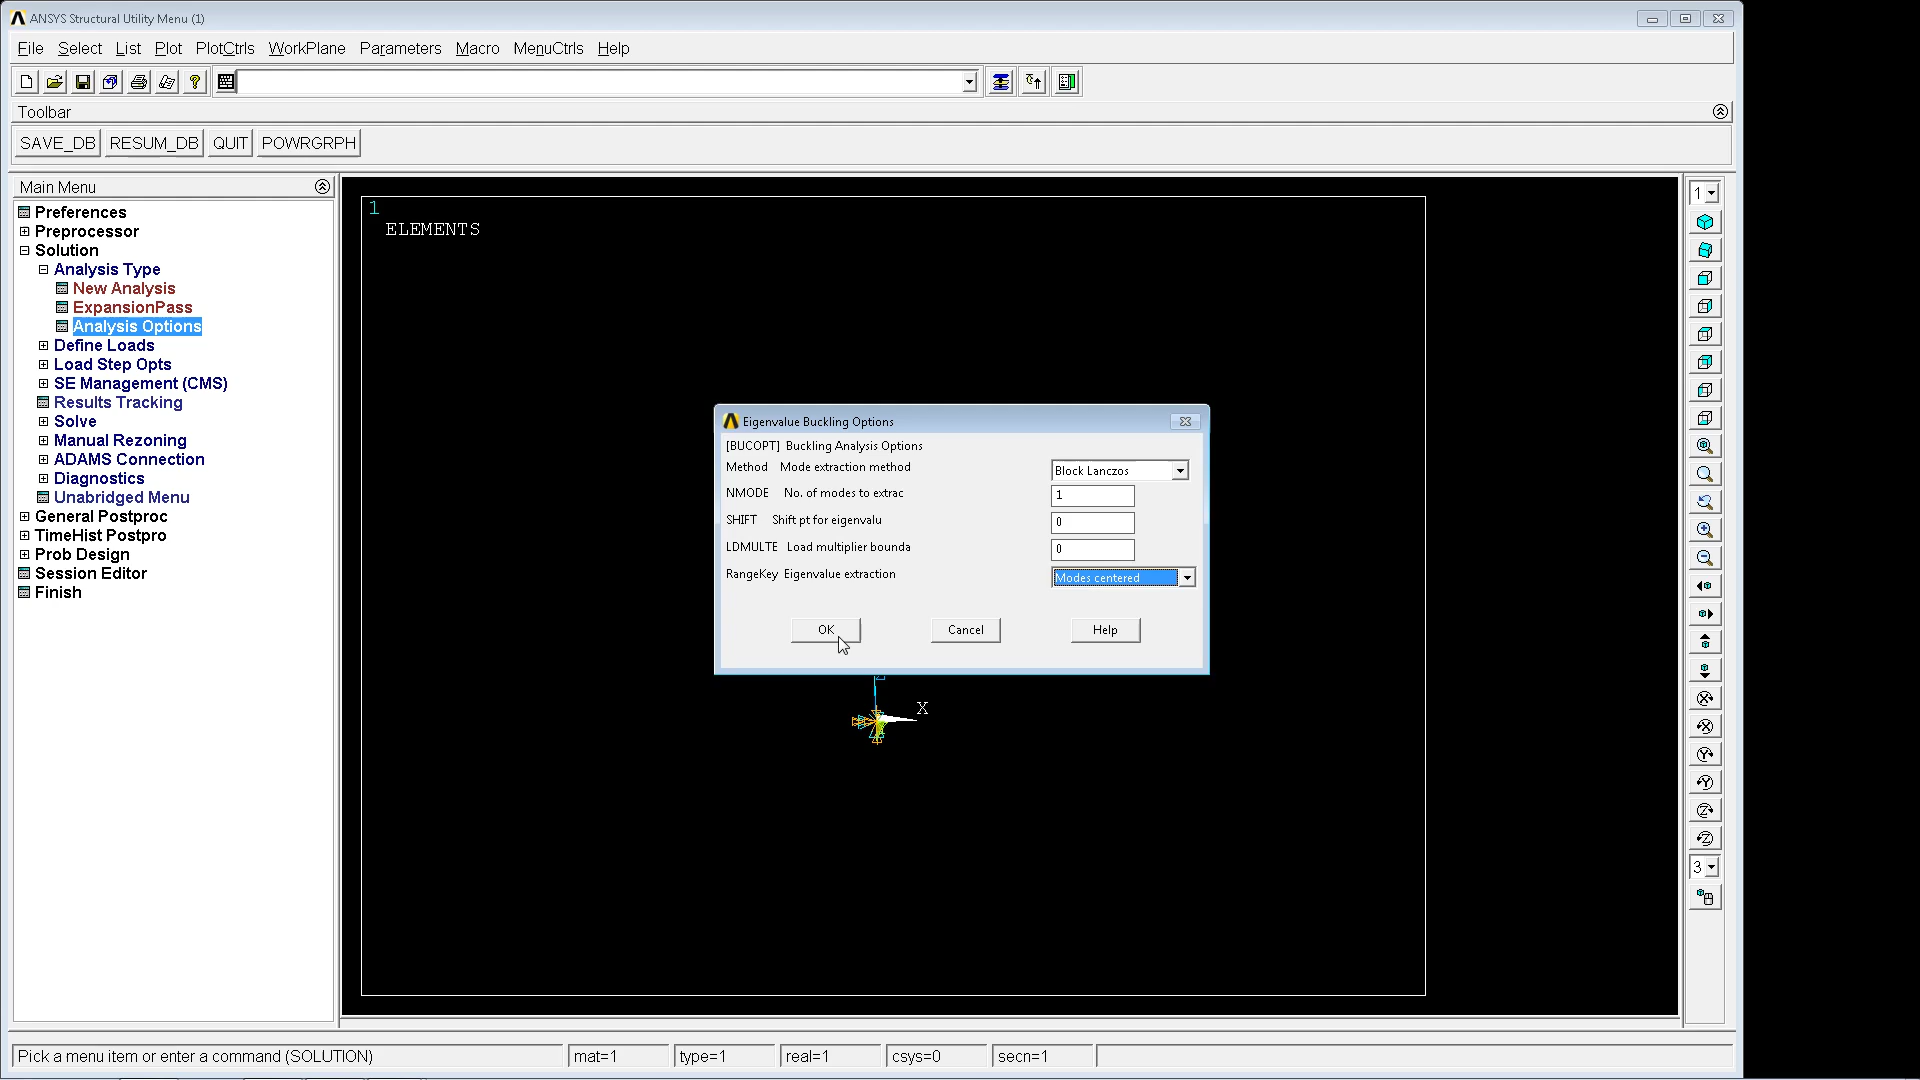 ANSYS Structural Utility Menu (1)
File Select List Plot PlotCtrls WorkPlane Parameters Macro MenuCtrls Help
Toolbar
SAVE_DB RESUM_DB QUIT POWRGRPH
Main Menu
Preferences
Preprocessor
Solution
Analysis Type
New Analysis
ExpansionPass
Analysis Options
Define Loads
Load Step Opts
SE Management (CMS)
Results Tracking
Solve
Manual Rezoning
ADAMS Connection
Diagnostics
Unabridged Menu
General Postproc
TimeHist Postpro
Prob Design
Session Editor
Finish
1
ELEMENTS
Eigenvalue Buckling Options
[BUCOPT] Buckling Analysis Options
Method Mode extraction method Block Lanczos
NMODE No. of modes to extrac 1
SHIFT Shift pt for eigenvalu 0
LDMULTE Load multiplier bounda 0
RangeKey Eigenvalue extraction Modes centered
OK Cancel Help
X
1
3
Pick a menu item or enter a command (SOLUTION) mat=1 type=1 real=1 csys=0 secn=1